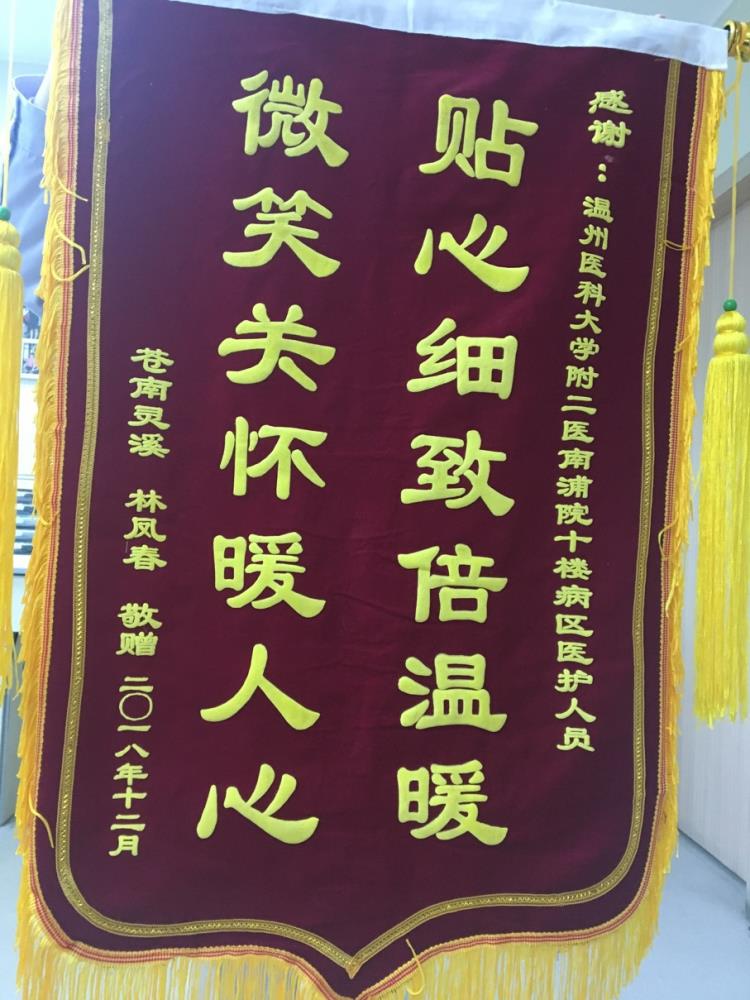 感谢：温州医科大学附二医南浦院十楼病区医护人员
贴心细致倍温暖
微笑关怀暖人心
苍南灵溪 林凤春 敬赠 二〇一八年十二月